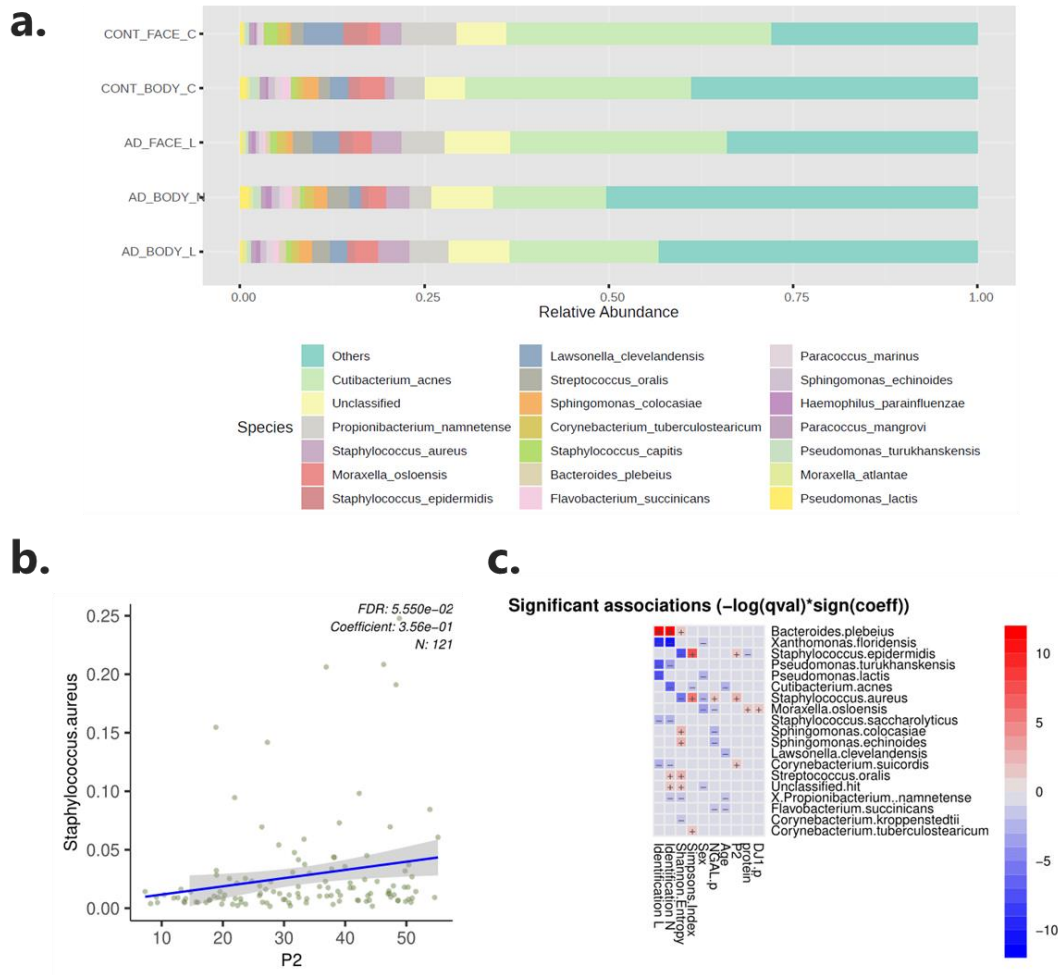 a.
CONT_FACE_C
CONT_BODY_C
AD_FACE_L
AD_BODY_N
AD_BODY_L
0.00 0.25 0.50 0.75 1.00
Relative Abundance
Species
Others
Cutibacterium_acnes
Unclassified
Propionibacterium_namnetense
Staphylococcus_aureus
Moraxella_osloensis
Staphylococcus_epidermidis
Lawsonella_clevelandensis
Streptococcus_oralis
Sphingomonas_colocasiae
Corynebacterium_tuberculostearicum
Staphylococcus_capitis
Bacteroides_plebeius
Flavobacterium_succinicans
Paracoccus_marinus
Sphingomonas_echinoides
Haemophilus_parainfluenzae
Paracoccus_mangrovi
Pseudomonas_turukhanskensis
Moraxella_atlantae
Pseudomonas_lactis
b.
FDR: 5.550e-02
Coefficient: 3.56e-01
N: 121
Staphylococcus.aureus
0.25
0.20
0.15
0.10
0.05
0.00
10 20 30 40 50
P2
c.
Significant associations (−log(qval)*sign(coeff))
Bacteroides.plebeius
Xanthomonas.floridensis
Staphylococcus.epidermidis
Pseudomonas.turukhanskensis
Pseudomonas.lactis
Cutibacterium.acnes
Staphylococcus.aureus
Moraxella.osloensis
Staphylococcus.saccharolyticus
Sphingomonas.colocasiae
Sphingomonas.echinoides
Lawsonella.clevelandensis
Corynebacterium.suicordis
Streptococcus.oralis
Unclassified.hit
X.Propionibacterium..namnetense
Flavobacterium.succinicans
Corynebacterium.kroppenstedtii
Corynebacterium.tuberculostearicum
Identification L
Identification N
Shannon.Entropy
Simpsons.Index
Sex
NGAL.p
Age
P2
protein
DJ1.p
10
5
0
−5
−10